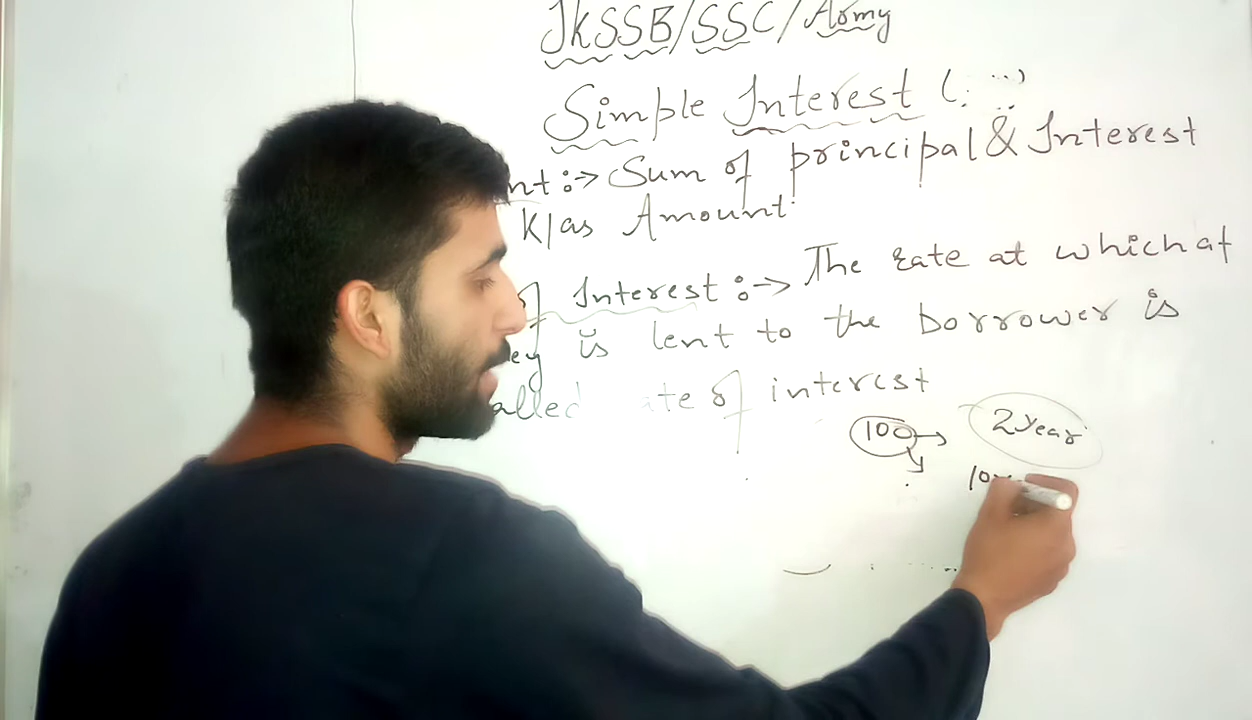 JKSSB/SSC/Army
Simple Interest (
nt :-> Sum of principal & Interest
K/as Amount
of Interest :-> The rate at which at
ey is lent to the borrower is
alled ate of interest
100 → 2 Year
10